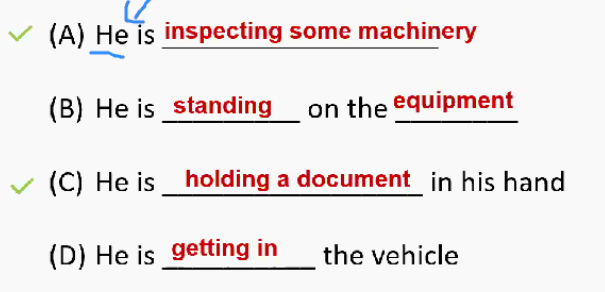 (A) He is inspecting some machinery
(B) He is standing on the equipment
(C) He is holding a document in his hand
(D) He is getting in the vehicle